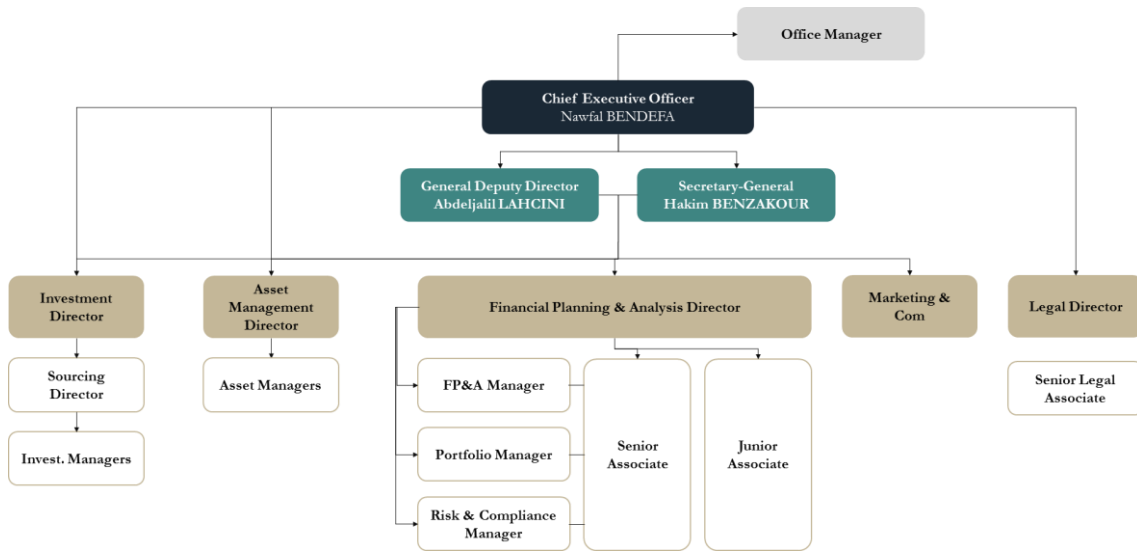 Office Manager
Chief Executive Officer
Nawfal BENDEFA
General Deputy Director
Abdeljalil LAHCINI
Secretary-General
Hakim BENZAKOUR
Investment
Director
Asset
Management
Director
Financial Planning & Analysis Director
Marketing &
Com
Legal Director
Sourcing
Director
Asset Managers
FP&A Manager
Senior Legal
Associate
Invest. Managers
Portfolio Manager
Senior
Associate
Junior
Associate
Risk & Compliance
Manager